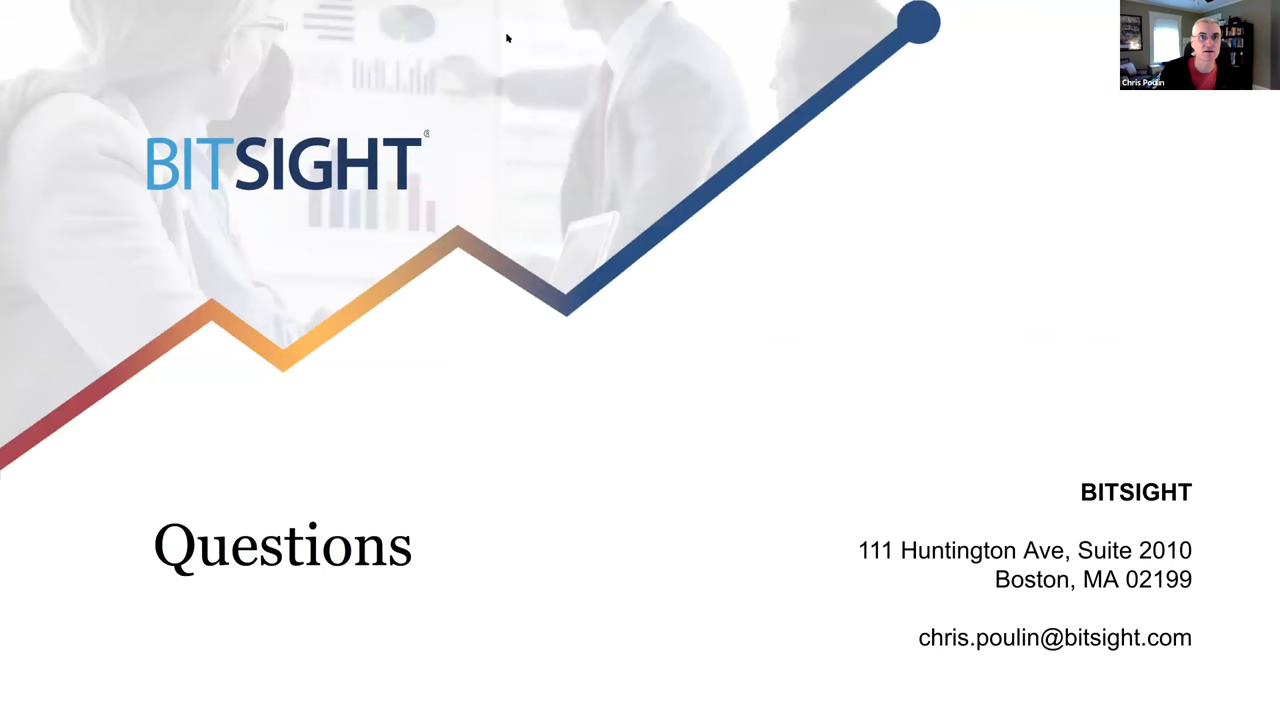 Chris Poulin
BITSIGHT®
Questions
BITSIGHT
111 Huntington Ave, Suite 2010
Boston, MA 02199
chris.poulin@bitsight.com